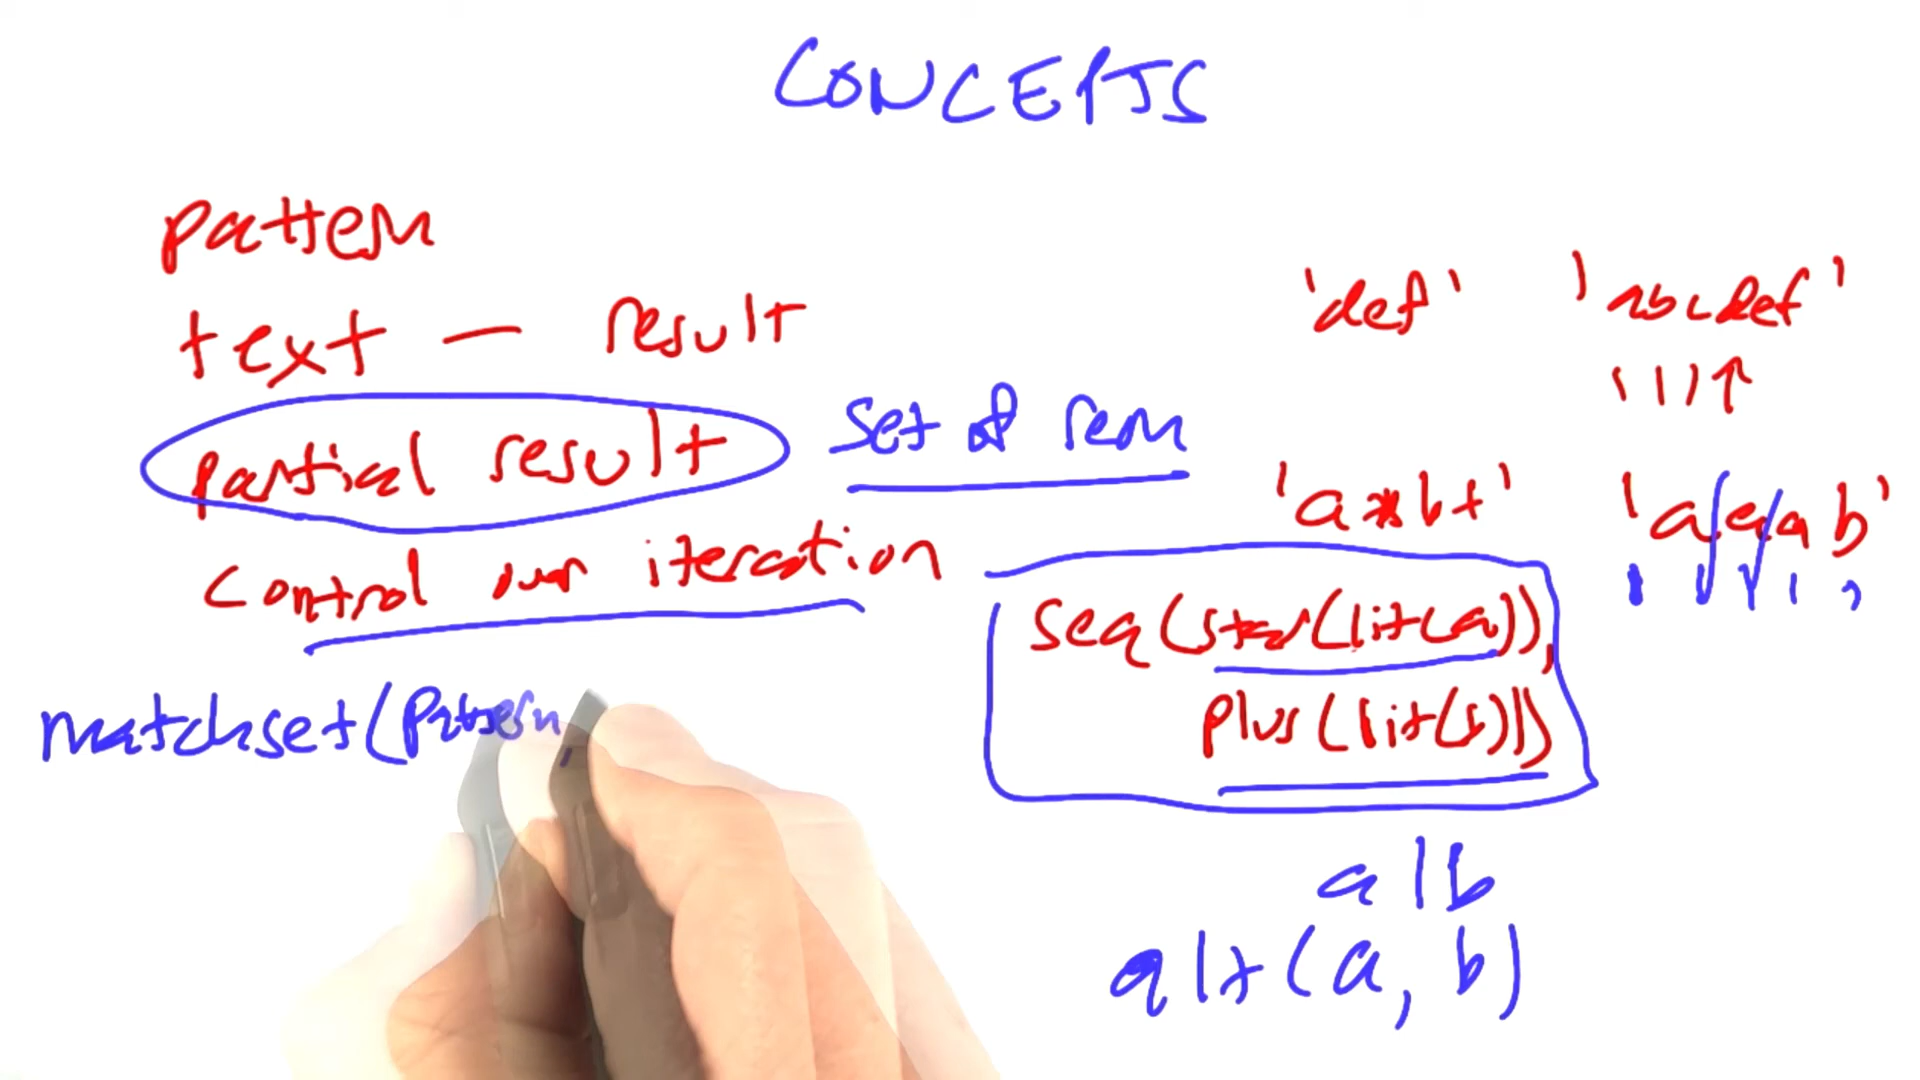 CONCEPTS
pattern
text — result
partial result
set of rem
control over iteration
matchset(pattern,
'def' 'abcdef'
'a*b+' 'aaab'
seq(star(lit(a)),
plus(lit(b)))
a|b
alt(a, b)